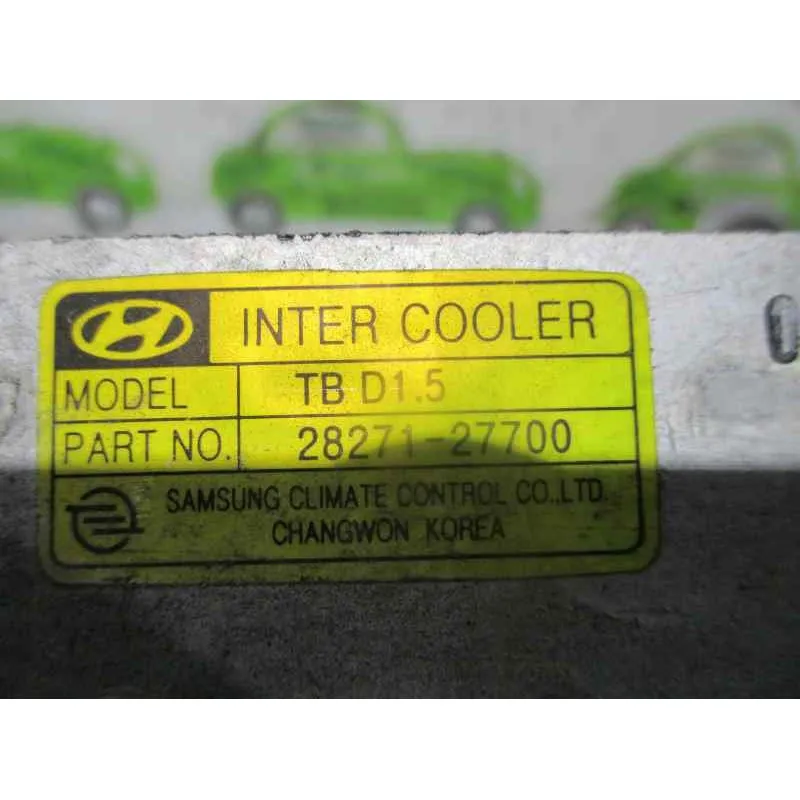 INTER COOLER
MODEL TB D1.5
PART NO. 28271-27700
SAMSUNG CLIMATE CONTROL CO.,LTD.
CHANGWON KOREA